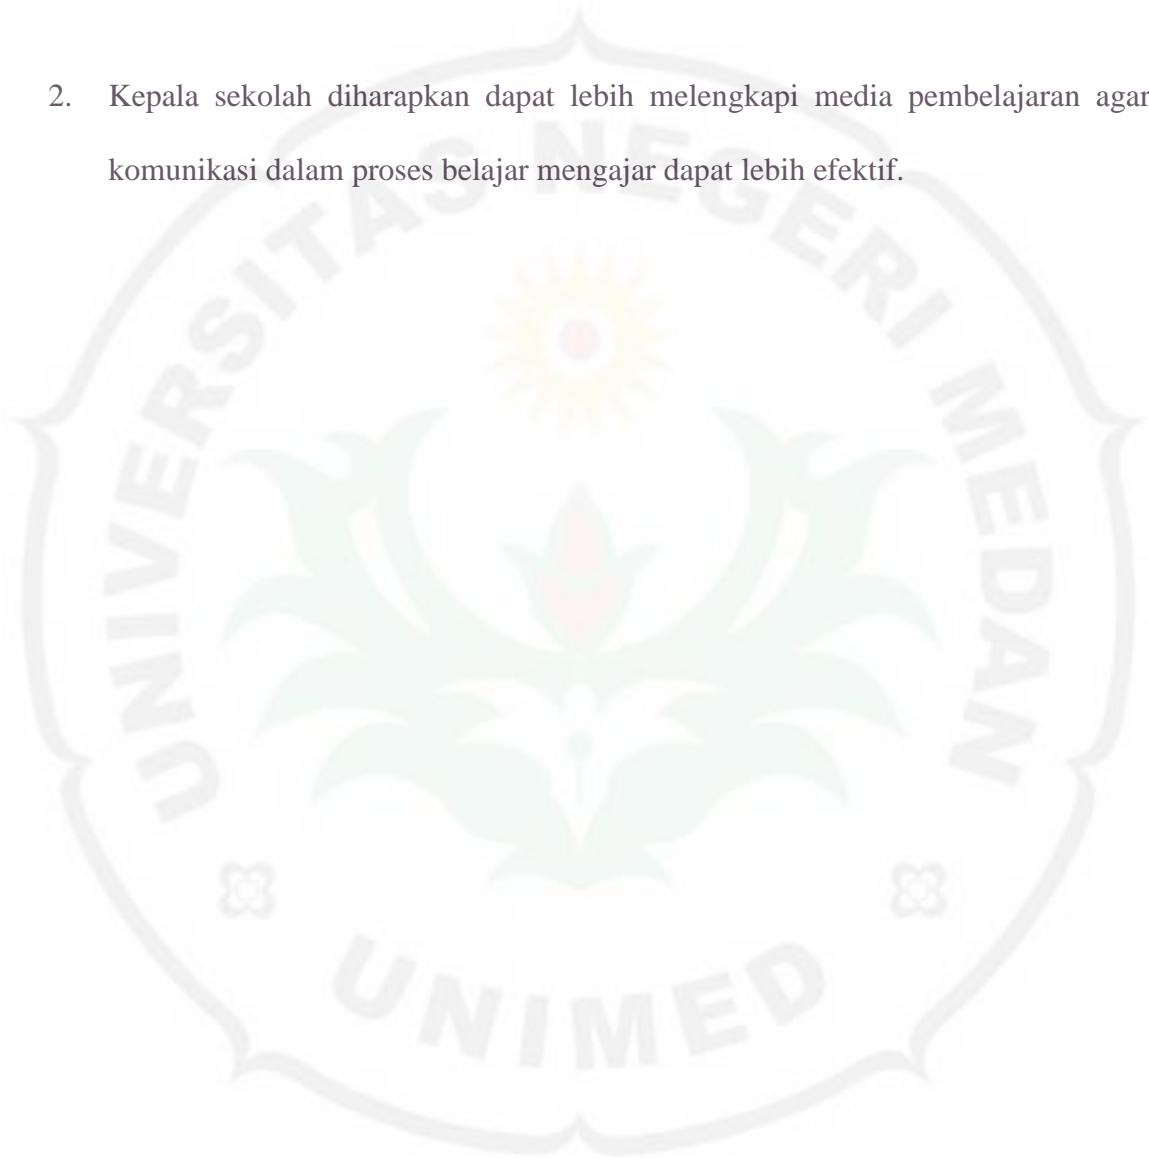 2. Kepala sekolah diharapkan dapat lebih melengkapi media pembelajaran agar
komunikasi dalam proses belajar mengajar dapat lebih efektif.
UNIVERSITAS NEGERI MEDAN
UNIMED